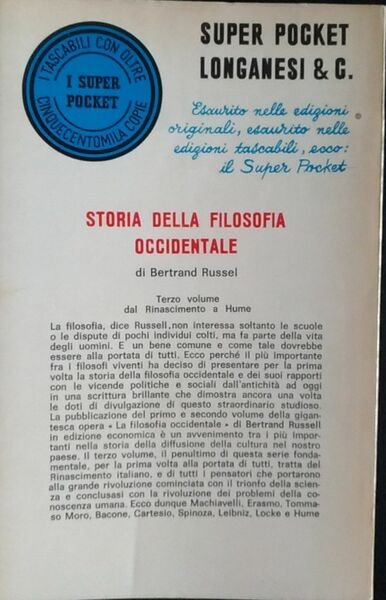 I TASCABILI CON OLTRE
CINQUECENTOMILA COPIE
I SUPER
POCKET
SUPER POCKET
LONGANESI & C.
Esaurito nelle edizioni
originali, esaurito nelle
edizioni tascabili, ecco:
il Super Pocket
STORIA DELLA FILOSOFIA
OCCIDENTALE
di Bertrand Russel
Terzo volume
dal Rinascimento a Hume
La filosofia, dice Russell, non interessa soltanto le scuole
o le dispute di pochi individui colti, ma fa parte della vita
degli uomini. E un bene comune e come tale dovrebbe
essere alla portata di tutti. Ecco perché il più importante
fra i filosofi viventi ha deciso di presentare per la prima
volta la storia della filosofia occidentale e dei suoi rapporti
con le vicende politiche e sociali dall'antichità ad oggi
in una scrittura brillante che dimostra ancora una volta
le doti di divulgazione di questo straordinario studioso.
La pubblicazione del primo e secondo volume della gigan-
tesca opera « La filosofia occidentale » di Bertrand Russell
in edizione economica è un avvenimento tra i più impor-
tanti nella storia della diffusione della cultura nel nostro
paese. Il terzo volume, il penultimo di questa serie fonda-
mentale, per la prima volta alla portata di tutti, tratta del
Rinascimento italiano, e di tutti i pensatori che portarono
alla grande rivoluzione cominciata con il trionfo della scien-
za e conclusasi con la rivoluzione dei problemi della co-
noscenza umana. Ecco dunque Machiavelli, Erasmo, Tomma-
so Moro, Bacone, Cartesio, Spinoza, Leibniz, Locke e Hume